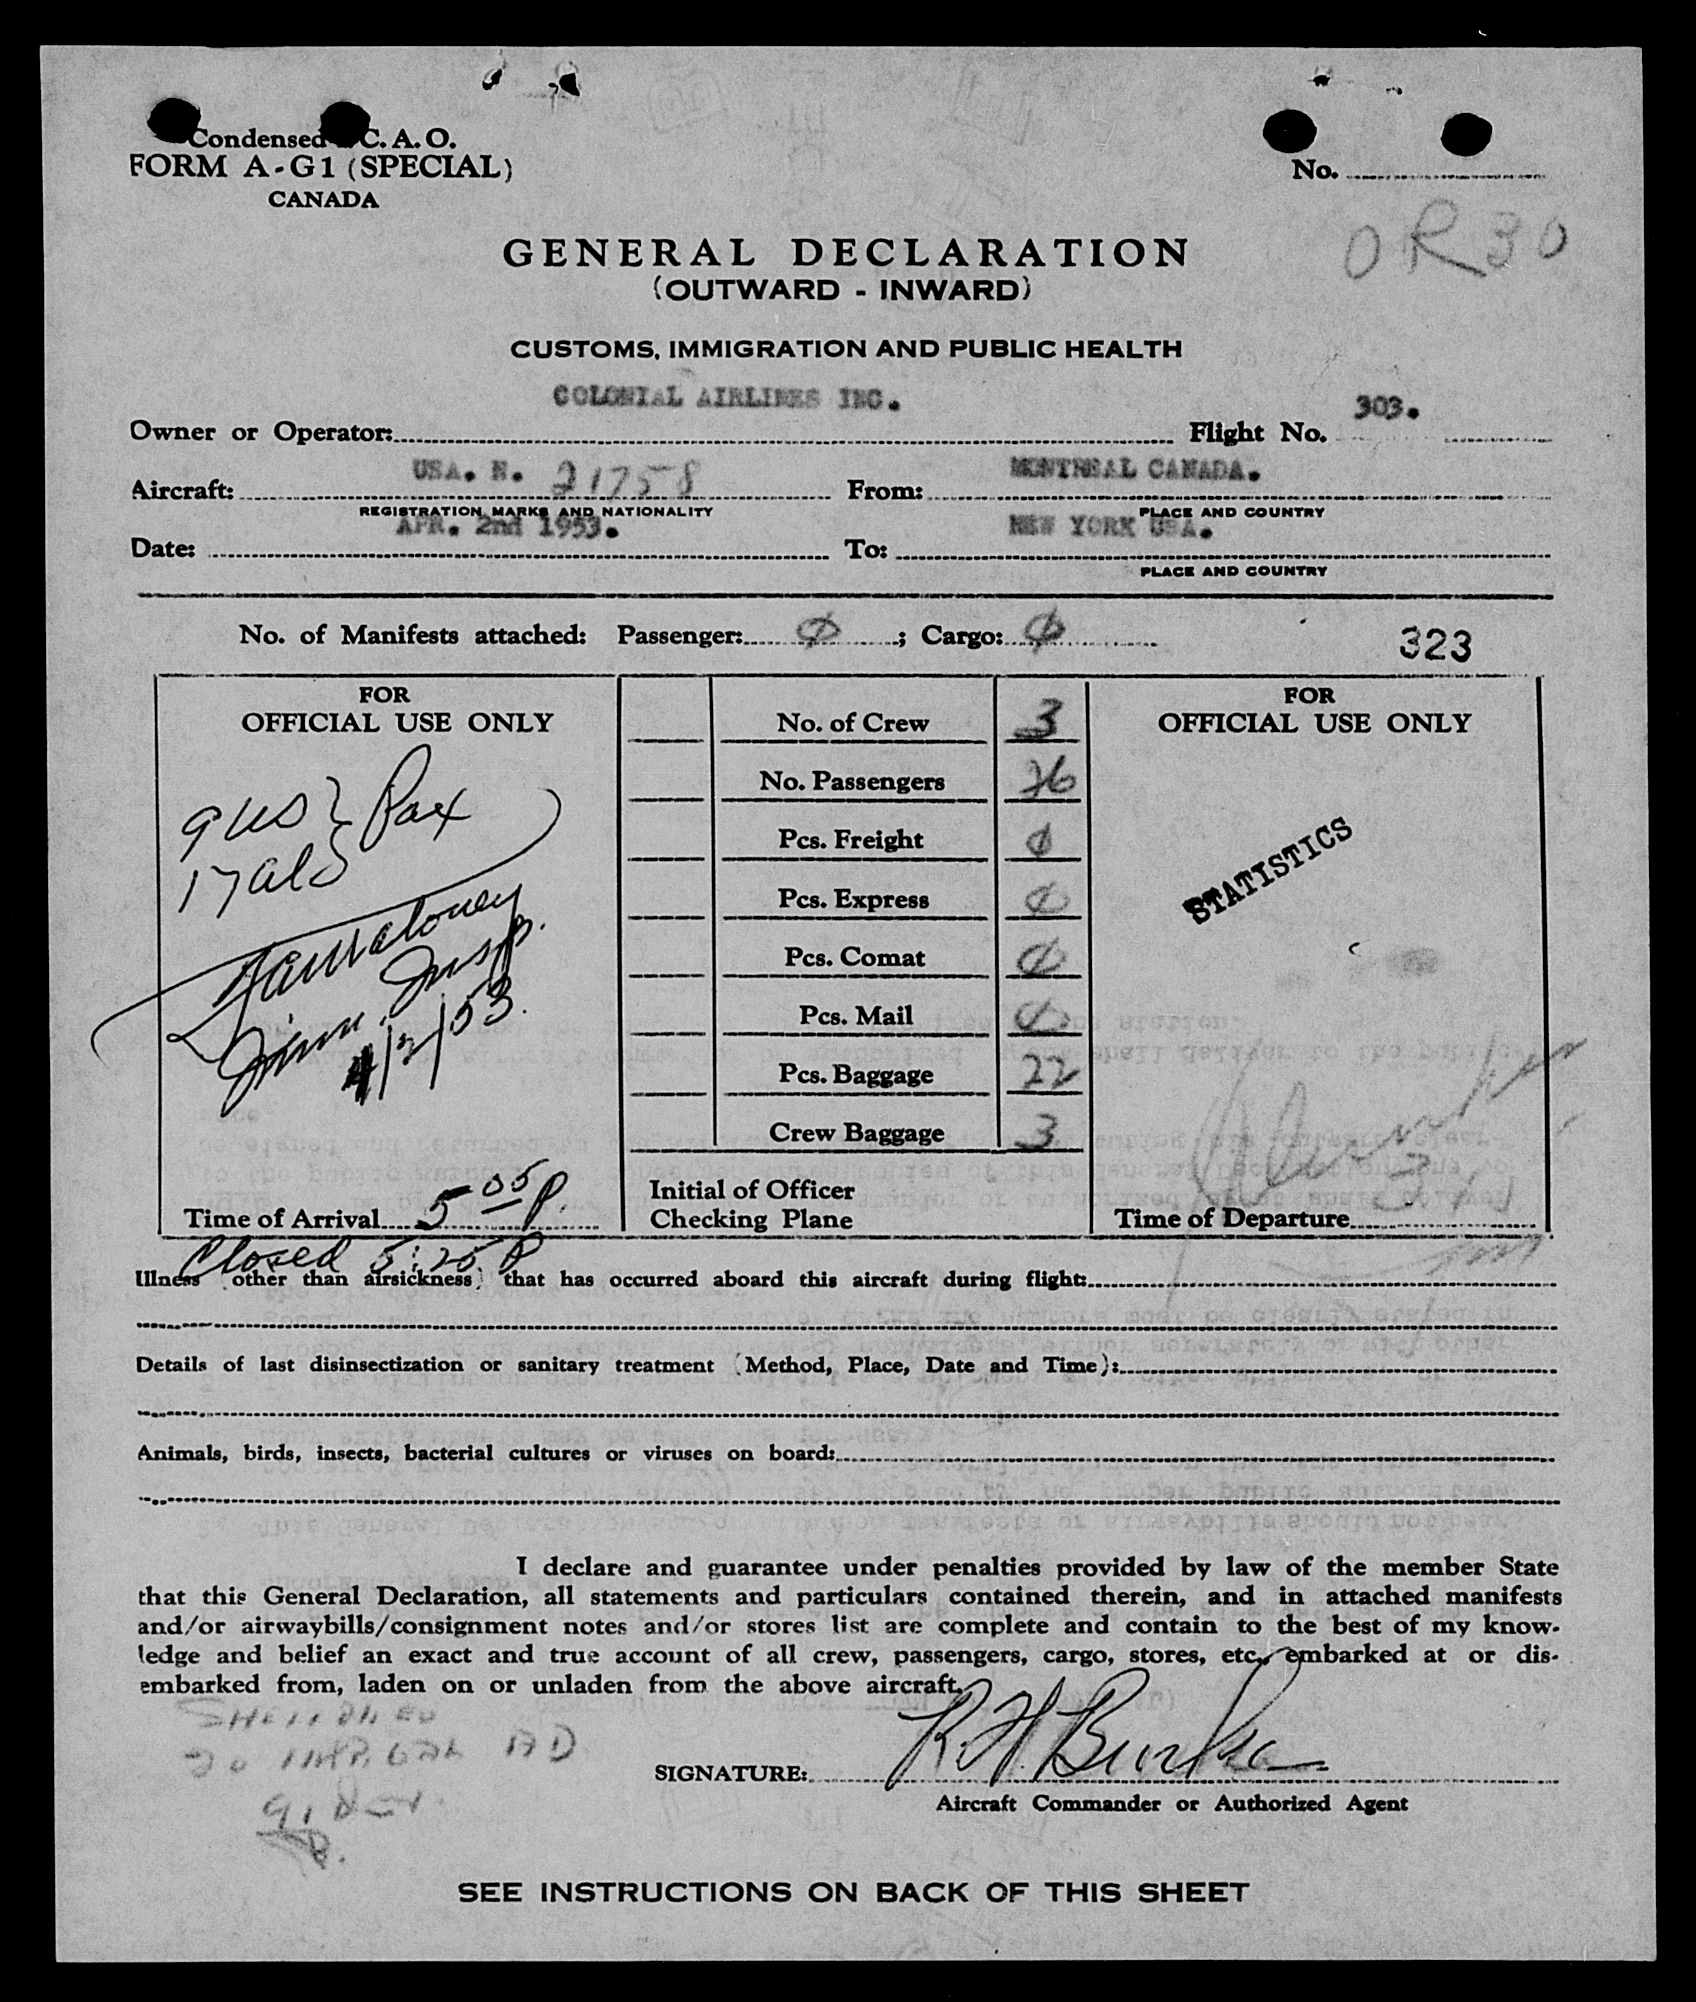 Condensed C. A. O.
FORM A-G1 (SPECIAL)
CANADA
No.
OR30
GENERAL DECLARATION
(OUTWARD - INWARD)
CUSTOMS, IMMIGRATION AND PUBLIC HEALTH
COLONIAL AIRLINES INC.
303.
Owner or Operator: Flight No.
USA. N. 21758 MONTREAL CANADA.
Aircraft: From:
REGISTRATION MARKS AND NATIONALITY PLACE AND COUNTRY
APR. 2nd 1953. NEW YORK USA.
Date: To:
PLACE AND COUNTRY
No. of Manifests attached: Passenger: 0 ; Cargo: 0
323
FOR
OFFICIAL USE ONLY
9 US } Pax
17 Als
Imm. Insp.
4/2/53.
Time of Arrival 5 05 P.
Closed 5:25 P
No. of Crew 3
No. Passengers 26
Pcs. Freight 0
Pcs. Express 0
Pcs. Comat 0
Pcs. Mail 0
Pcs. Baggage 22
Crew Baggage 3
Initial of Officer
Checking Plane
FOR
OFFICIAL USE ONLY
STATISTICS
Time of Departure
Illness other than airsickness, that has occurred aboard this aircraft during flight:
Details of last disinsectization or sanitary treatment (Method, Place, Date and Time):
Animals, birds, insects, bacterial cultures or viruses on board:
I declare and guarantee under penalties provided by law of the member State
that this General Declaration, all statements and particulars contained therein, and in attached manifests
and/or airwaybills/consignment notes and/or stores list are complete and contain to the best of my know-
ledge and belief an exact and true account of all crew, passengers, cargo, stores, etc., embarked at or dis-
embarked from, laden on or unladen from the above aircraft.
SIGNATURE: R H Burke
Aircraft Commander or Authorized Agent
SEE INSTRUCTIONS ON BACK OF THIS SHEET